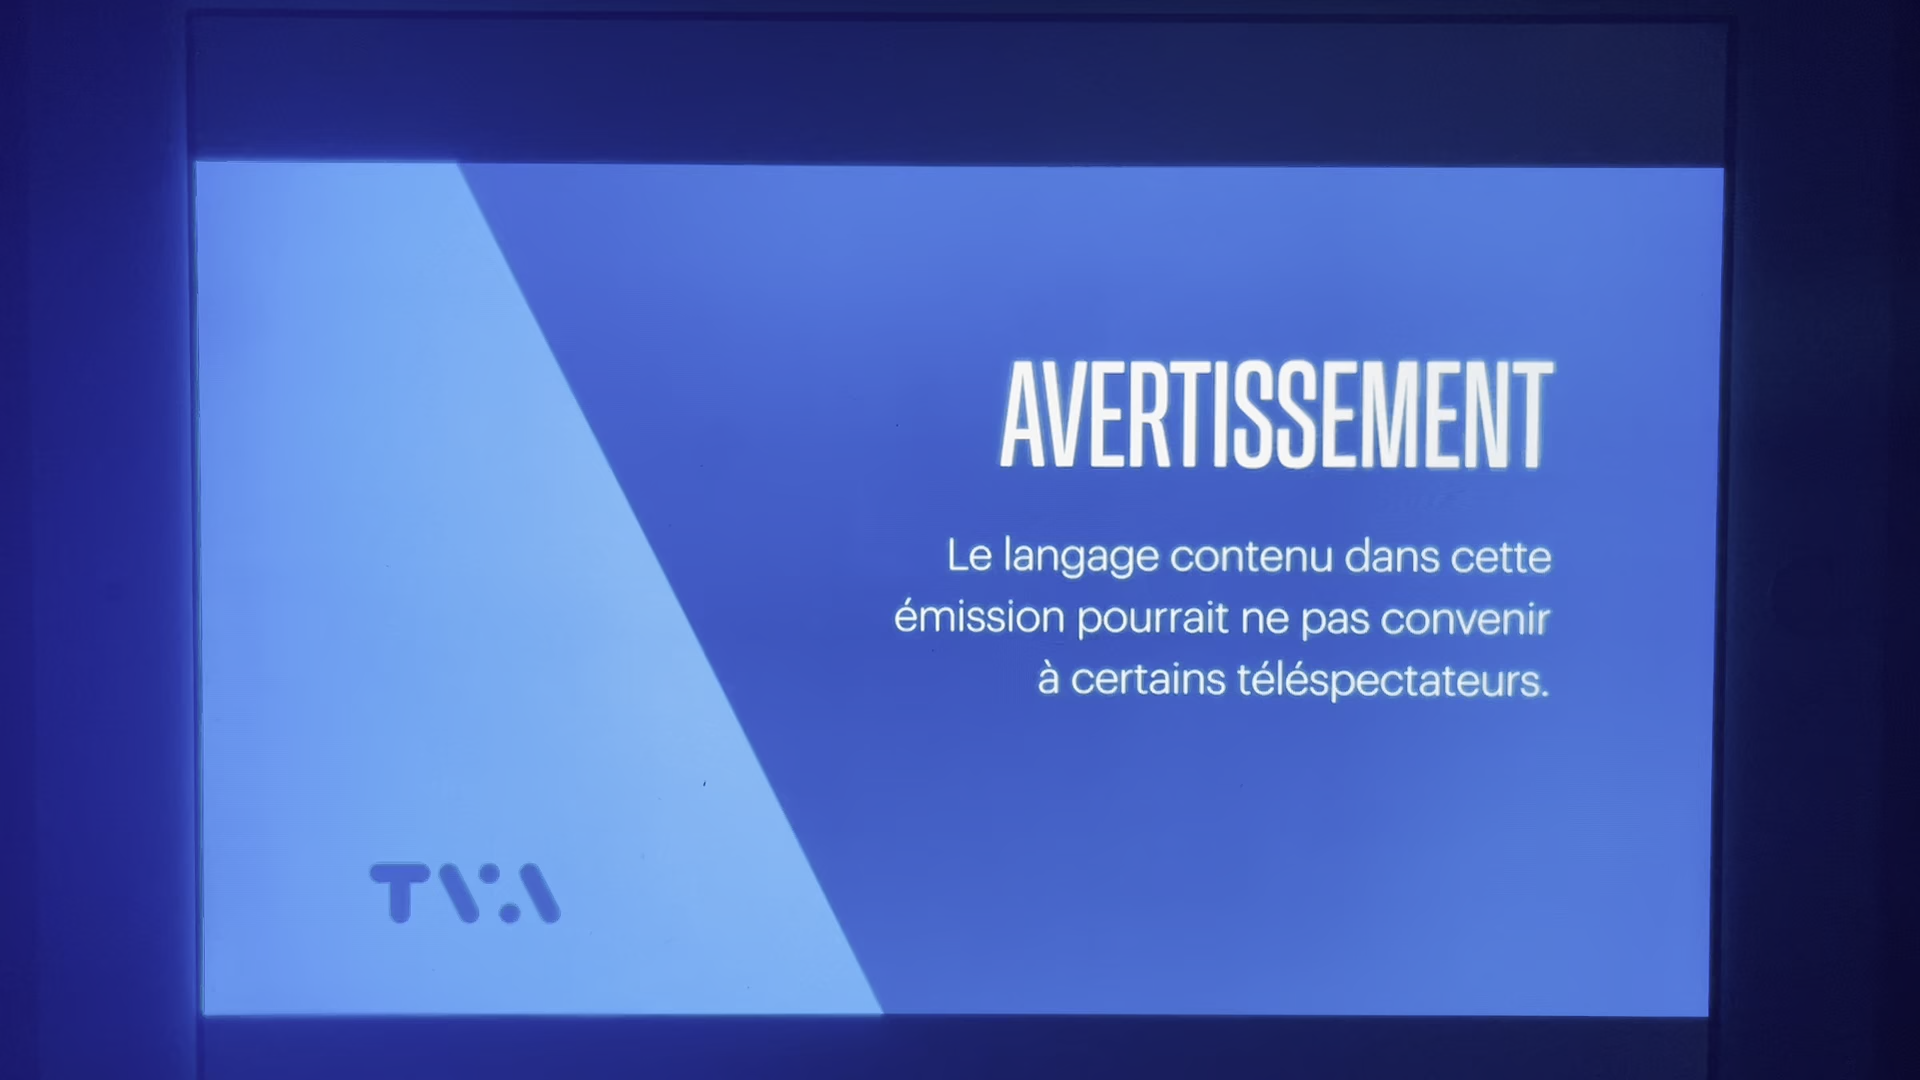 AVERTISSEMENT
Le langage contenu dans cette
émission pourrait ne pas convenir
à certains téléspectateurs.
TVA